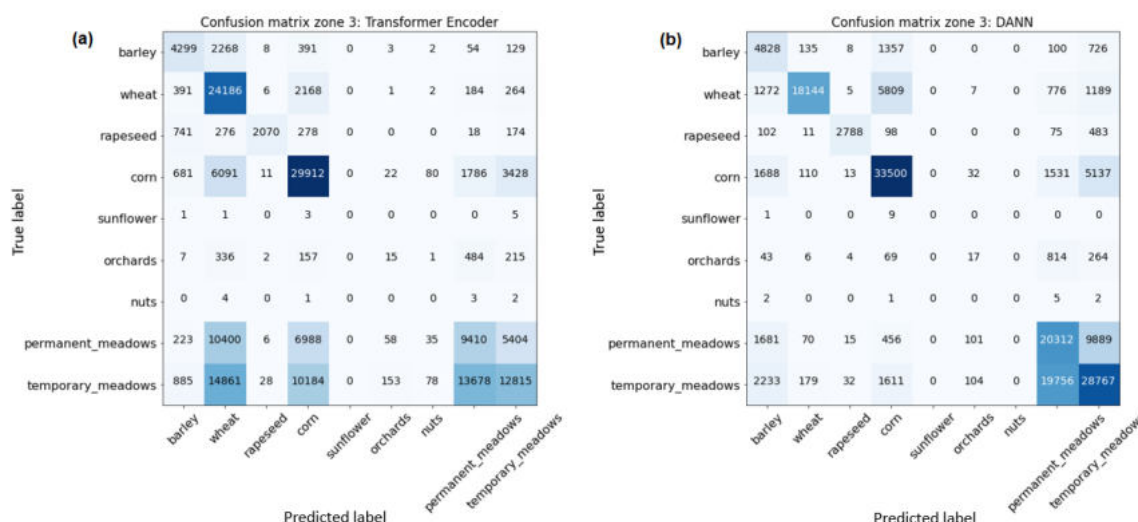 Confusion matrix zone 3: Transformer Encoder
(a)
True label
barley 4299 2268 8 391 0 3 2 54 129
wheat 391 24186 6 2168 0 1 2 184 264
rapeseed 741 276 2070 278 0 0 0 18 174
corn 681 6091 11 29912 0 22 80 1786 3428
sunflower 1 1 0 3 0 0 0 0 5
orchards 7 336 2 157 0 15 1 484 215
nuts 0 4 0 1 0 0 0 3 2
permanent_meadows 223 10400 6 6988 0 58 35 9410 5404
temporary_meadows 885 14861 28 10184 0 153 78 13678 12815
barley wheat rapeseed corn sunflower orchards nuts permanent_meadows temporary_meadows
Predicted label
Confusion matrix zone 3: DANN
(b)
True label
barley 4828 135 8 1357 0 0 0 100 726
wheat 1272 18144 5 5809 0 7 0 776 1189
rapeseed 102 11 2788 98 0 0 0 75 483
corn 1688 110 13 33500 0 32 0 1531 5137
sunflower 1 0 0 9 0 0 0 0 0
orchards 43 6 4 69 0 17 0 814 264
nuts 2 0 0 1 0 0 0 5 2
permanent_meadows 1681 70 15 456 0 101 0 20312 9889
temporary_meadows 2233 179 32 1611 0 104 0 19756 28767
barley wheat rapeseed corn sunflower orchards nuts permanent_meadows temporary_meadows
Predicted label